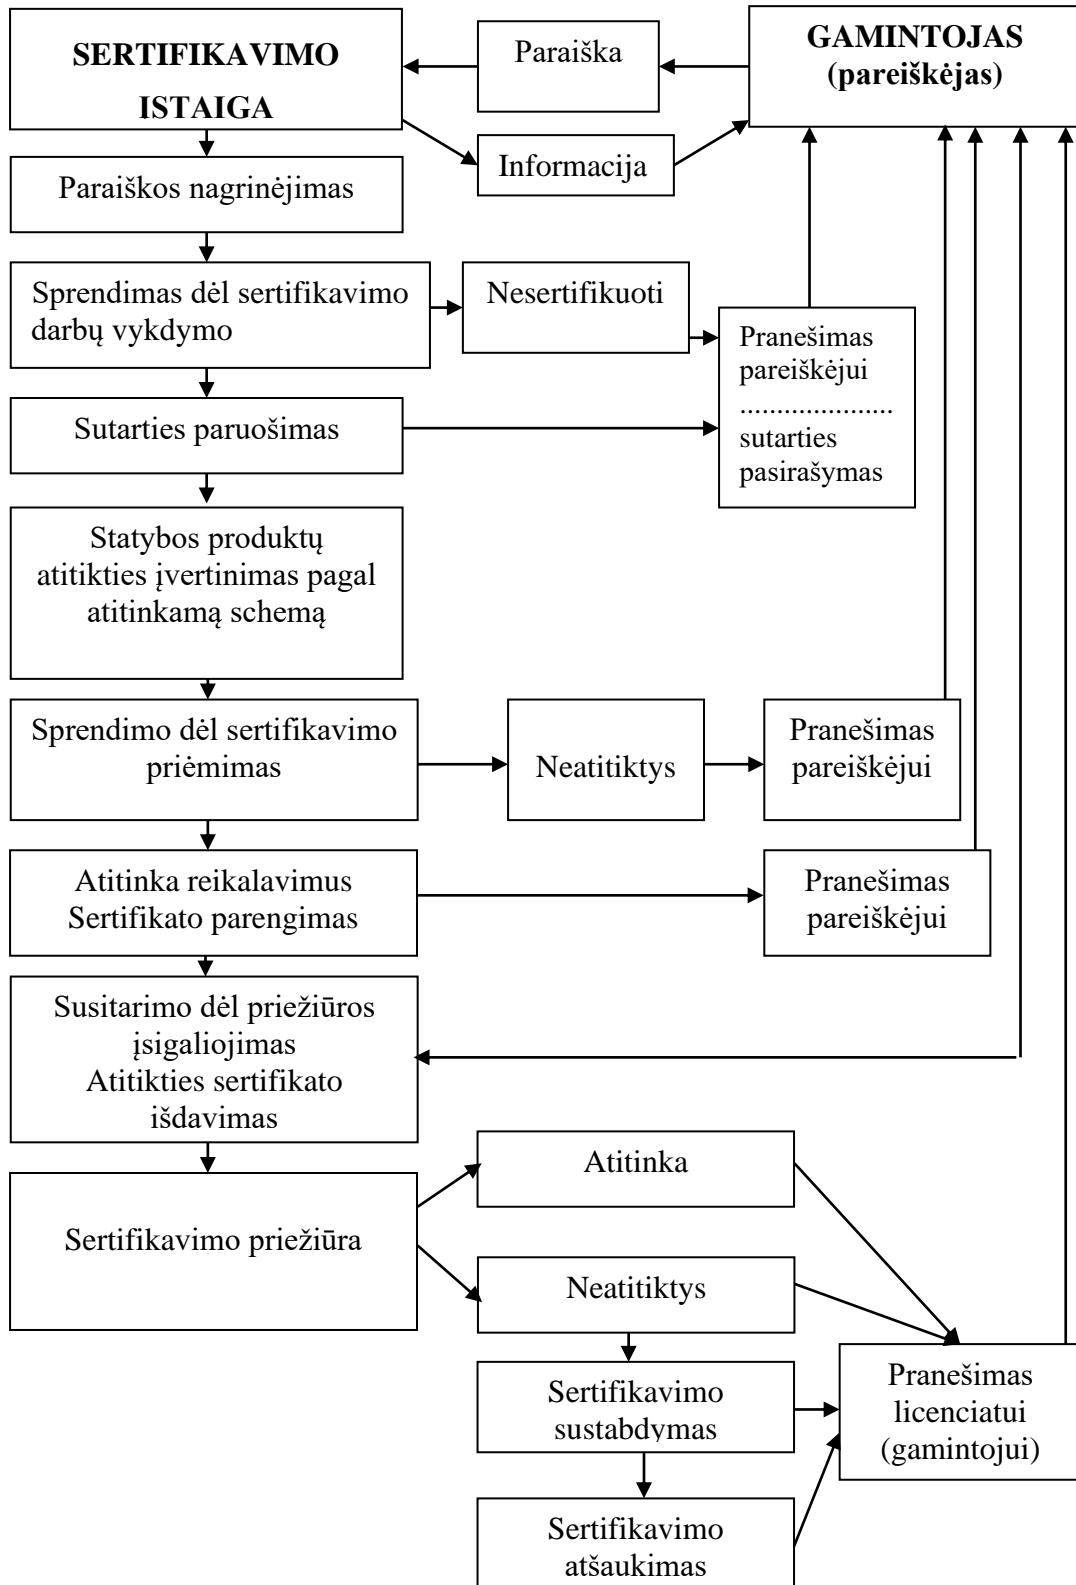 SERTIFIKAVIMO
ISTAIGA
Paraiška
GAMINTOJAS
(pareiškėjas)
Informacija
Paraiškos nagrinėjimas
Sprendimas dėl sertifikavimo
darbų vykdymo
Nesertifikuoti
Pranešimas
pareiškėjui
.....................
sutarties
pasirašymas
Sutarties paruošimas
Statybos produktų
atitikties įvertinimas pagal
atitinkamą schemą
Sprendimo dėl sertifikavimo
priėmimas
Neatitiktys
Pranešimas
pareiškėjui
Atitinka reikalavimus
Sertifikato parengimas
Pranešimas
pareiškėjui
Susitarimo dėl priežiūros
įsigaliojimas
Atitikties sertifikato
išdavimas
Sertifikavimo priežiūra
Atitinka
Neatitiktys
Sertifikavimo
sustabdymas
Pranešimas
licenciatui
(gamintojui)
Sertifikavimo
atšaukimas